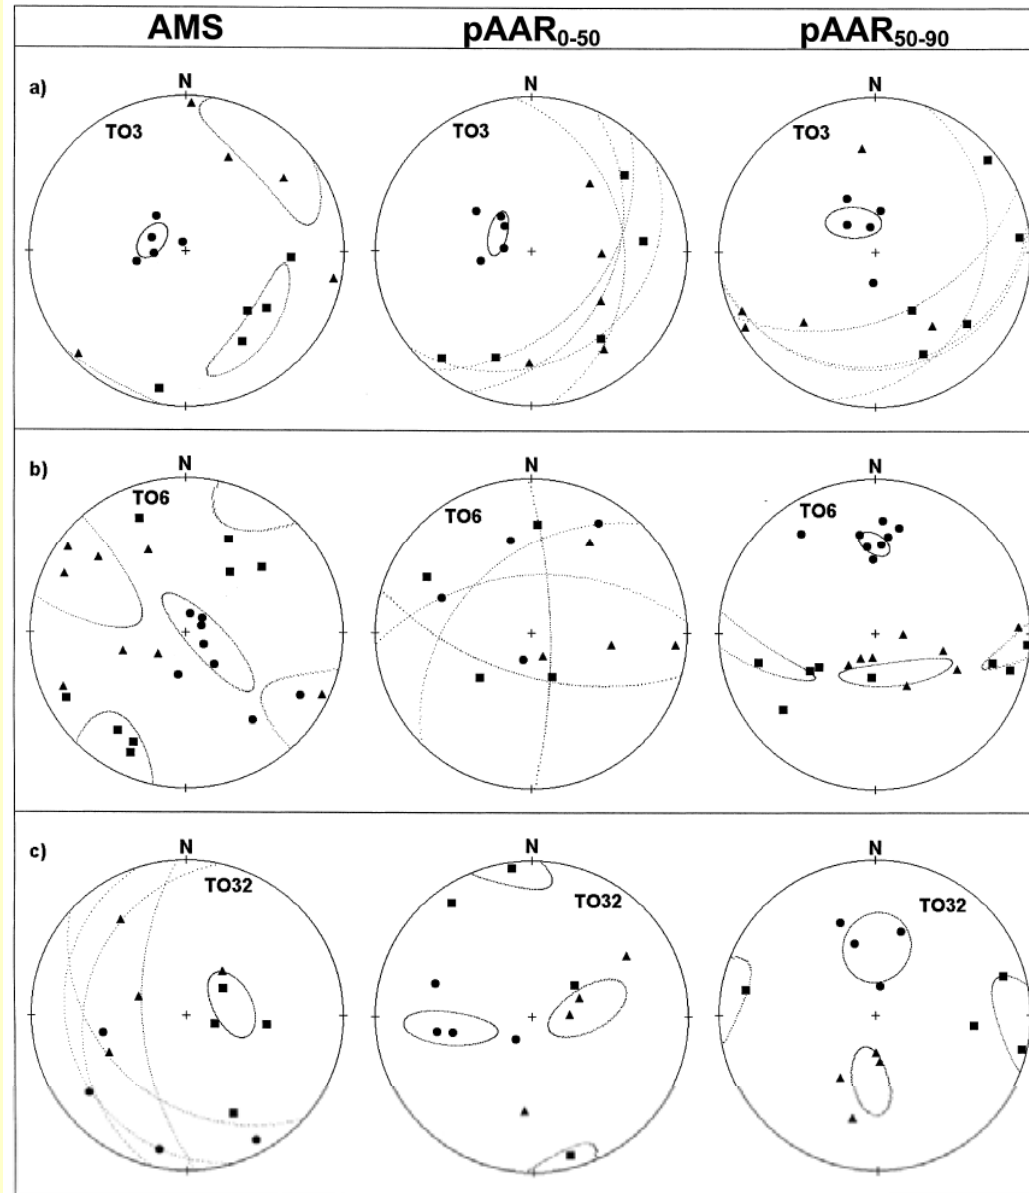 AMS pAAR0-50 pAAR50-90
a) N N N
TO3 TO3 TO3
b) N N N
TO6 TO6 TO6
c) N N N
TO32 TO32 TO32